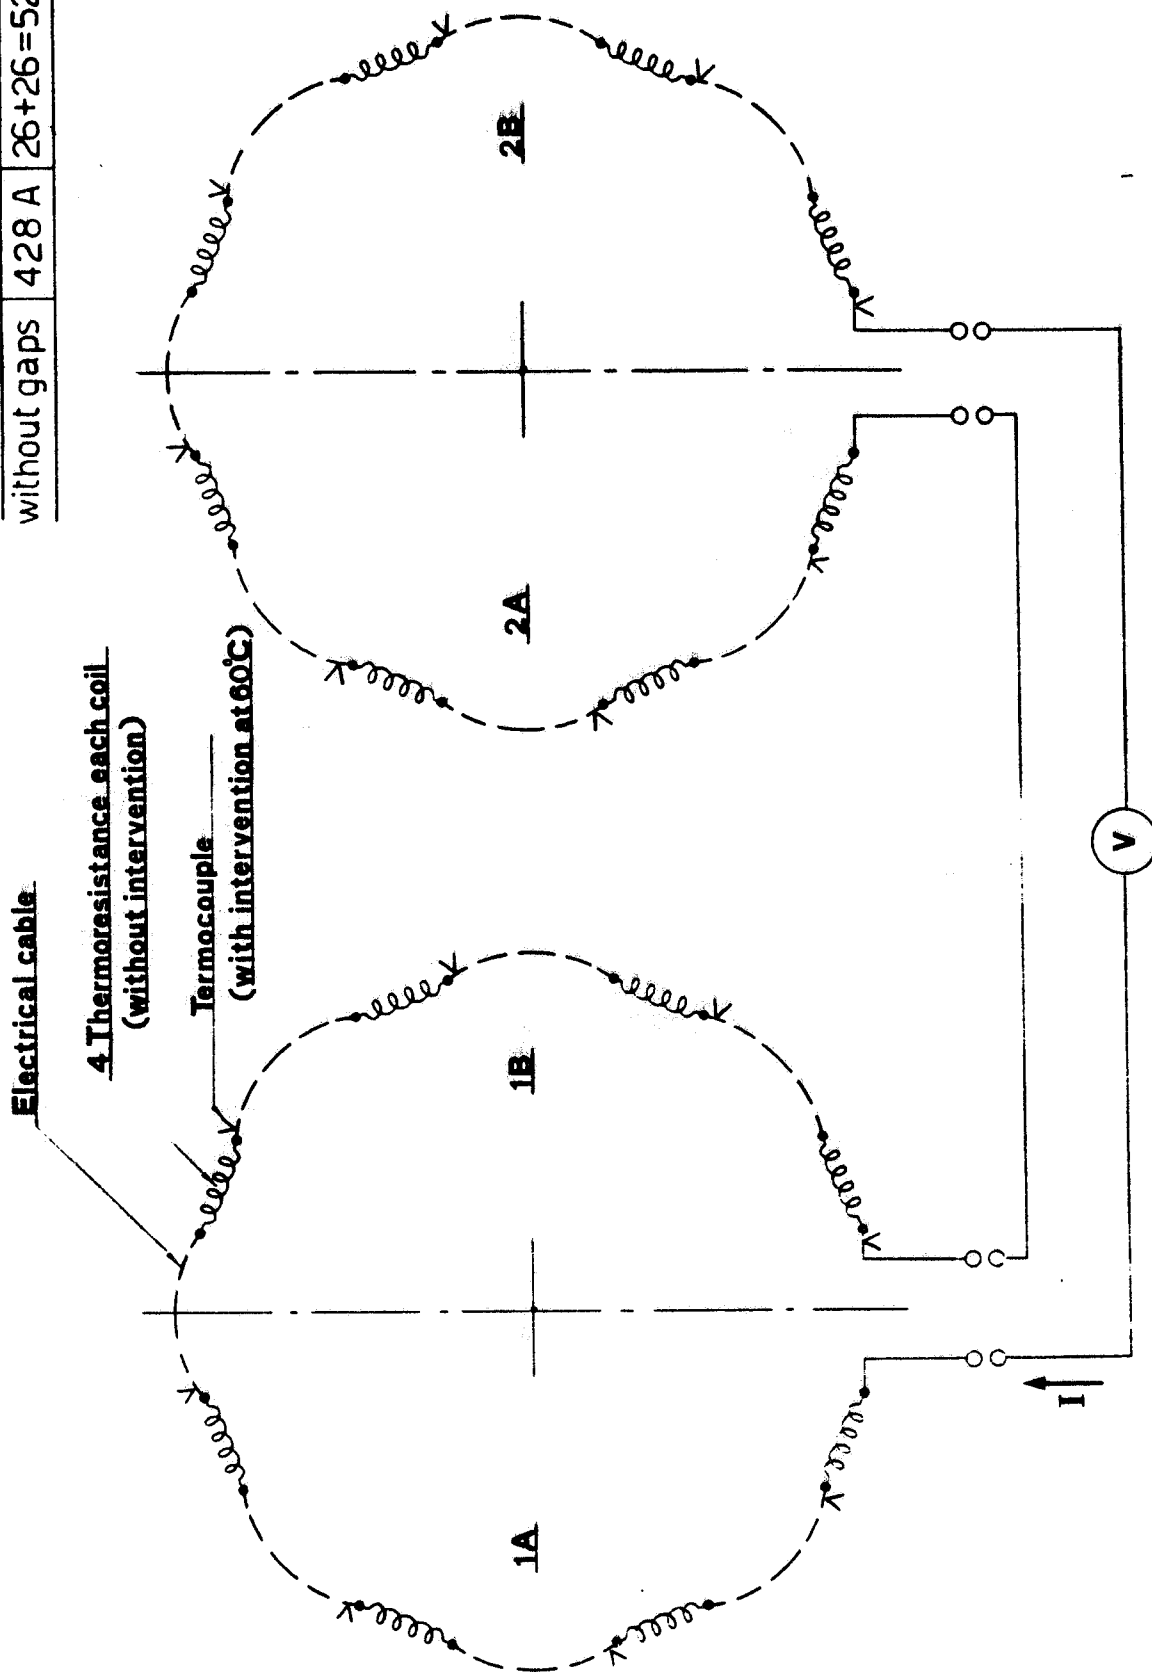 without gaps 428 A 26+26=52
Electrical cable
4 Thermoresistance each coil
(without intervention)
Termocouple
(with intervention at 60°C)
1A
1B
2A
2B
I
V